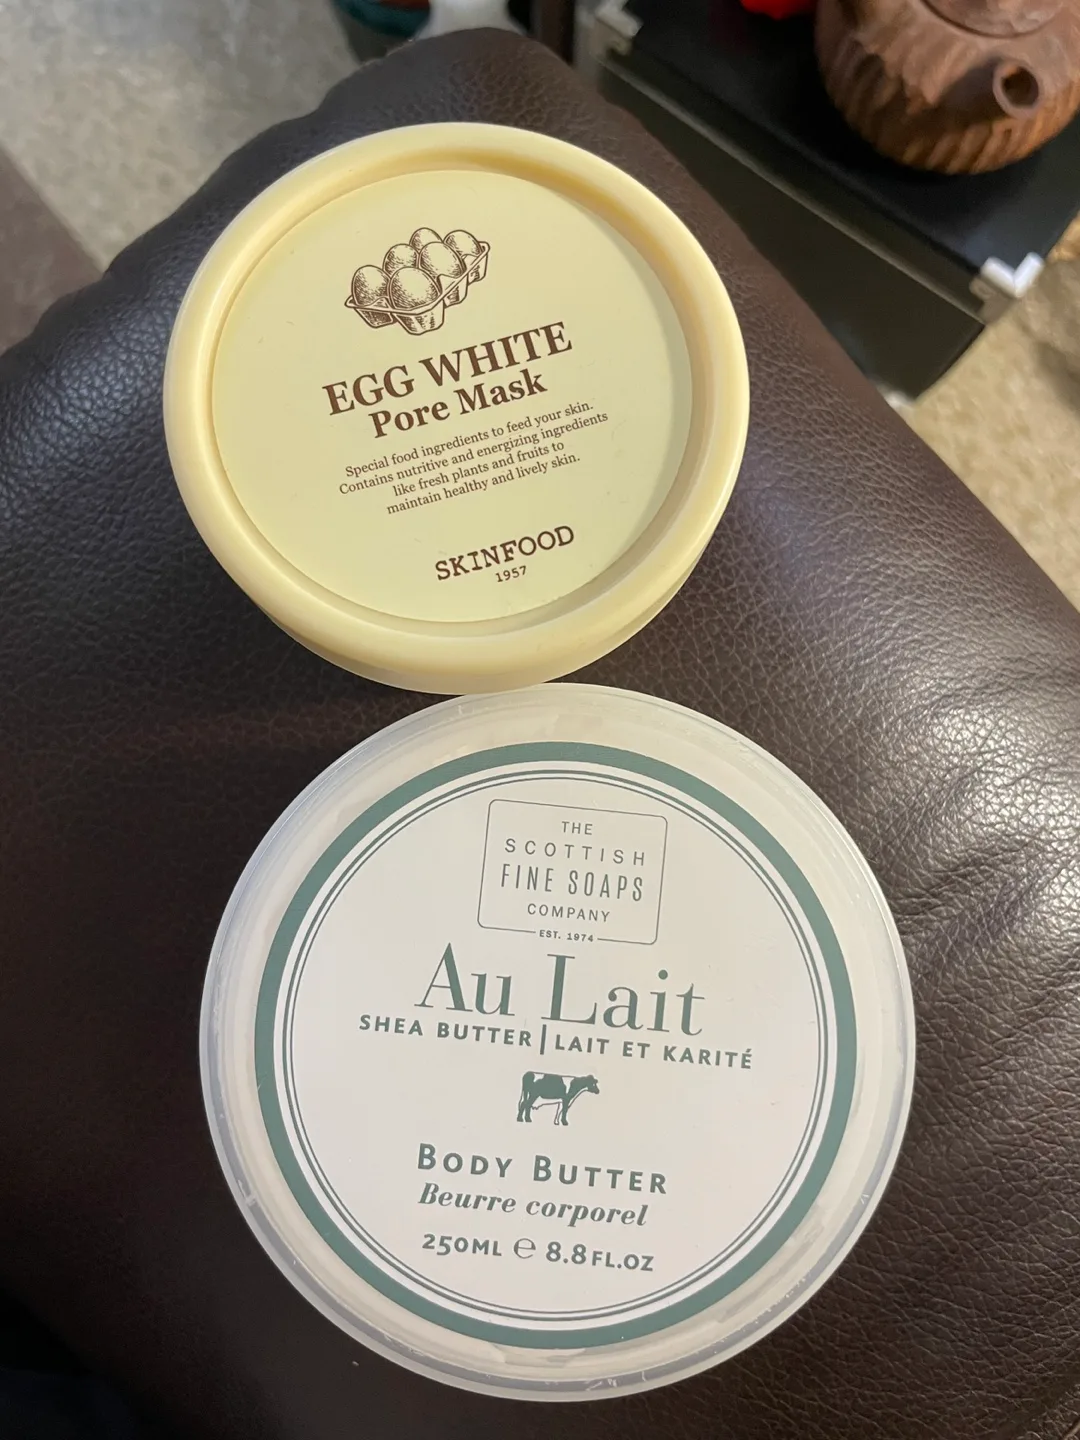 EGG WHITE
Pore Mask
Special food ingredients to feed your skin.
Contains nutritive and energizing ingredients
like fresh plants and fruits to
maintain healthy and lively skin.
SKINFOOD
1957
THE
SCOTTISH
FINE SOAPS
COMPANY
EST. 1974
Au Lait
SHEA BUTTER | LAIT ET KARITÉ
BODY BUTTER
Beurre corporel
250ML ℮ 8.8FL.OZ